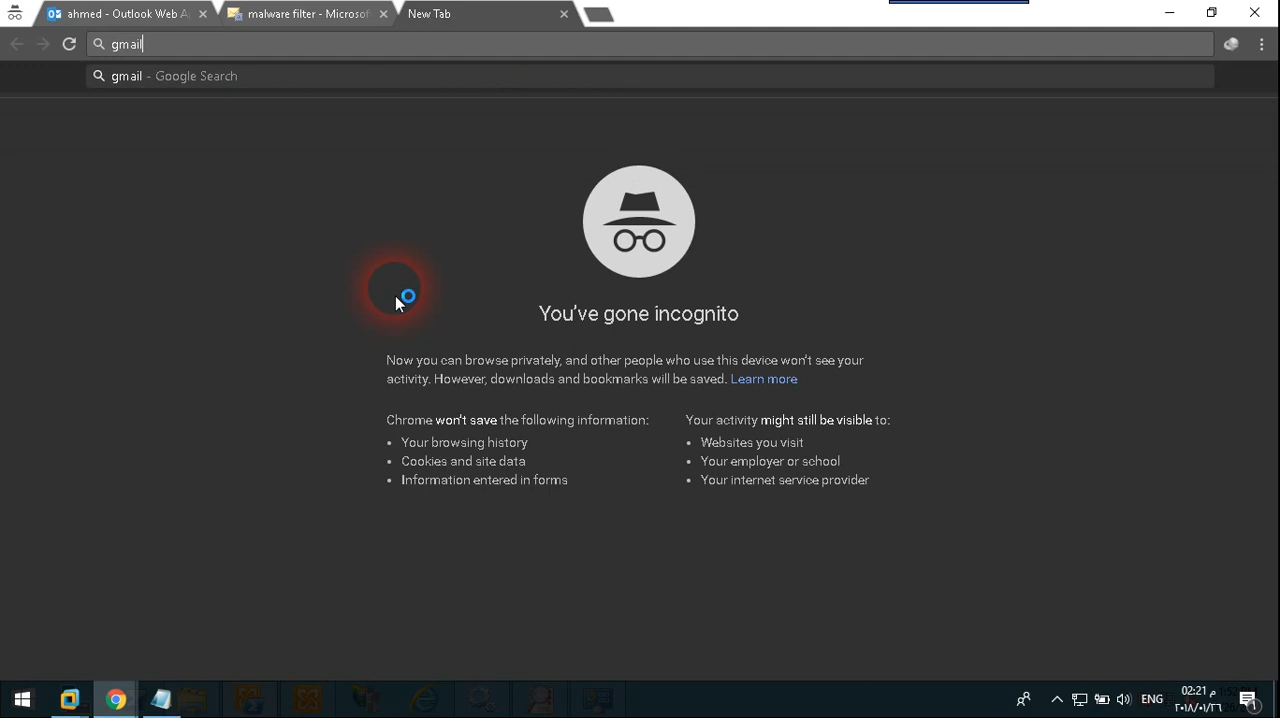 ahmed - Outlook Web Ap
malware filter - Microsoft
New Tab
gmail
gmail - Google Search
You've gone incognito
Now you can browse privately, and other people who use this device won't see your
activity. However, downloads and bookmarks will be saved. Learn more
Chrome won't save the following information:
• Your browsing history
• Cookies and site data
• Information entered in forms
Your activity might still be visible to:
• Websites you visit
• Your employer or school
• Your internet service provider
ENG
02:21 م